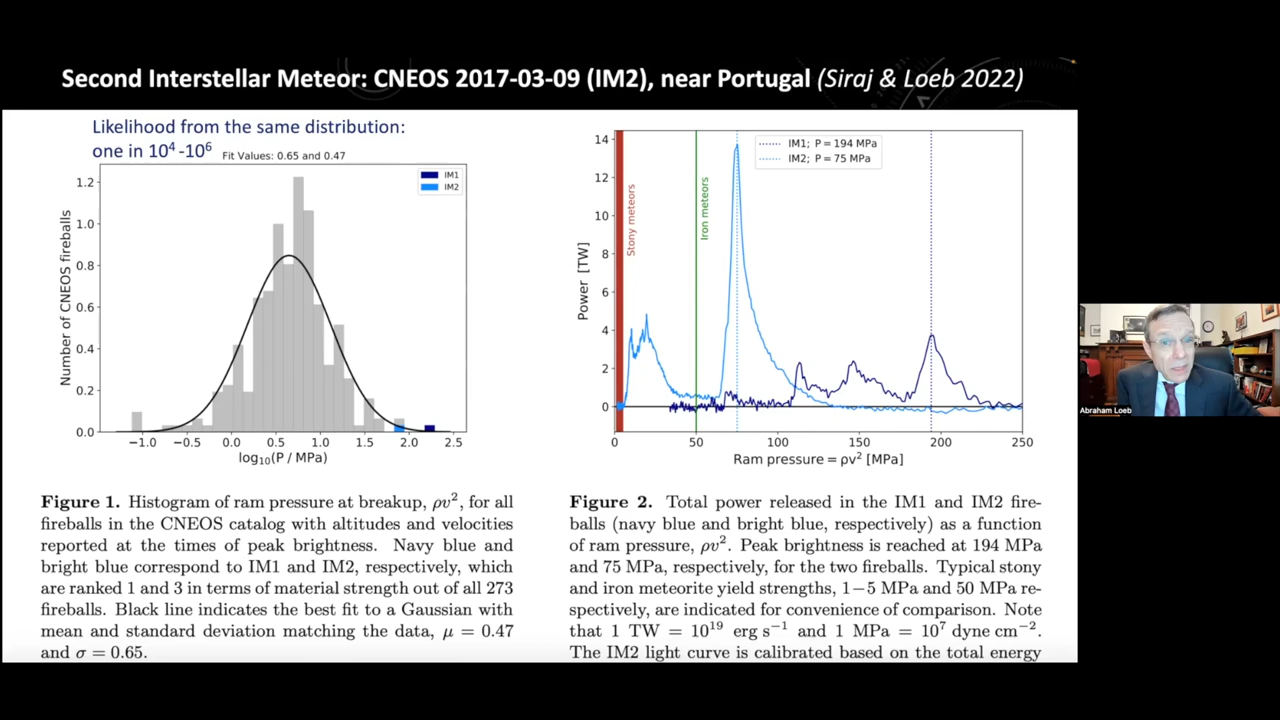 Second Interstellar Meteor: CNEOS 2017-03-09 (IM2), near Portugal (Siraj & Loeb 2022)
Likelihood from the same distribution:
one in 10⁴ -10⁶
Fit Values: 0.65 and 0.47
IM1
IM2
Number of CNEOS fireballs
1.2
1.0
0.8
0.6
0.4
0.2
0.0
−1.0
−0.5
0.0
0.5
1.0
1.5
2.0
2.5
log₁₀(P / MPa)
Figure 1. Histogram of ram pressure at breakup, ρv², for all
fireballs in the CNEOS catalog with altitudes and velocities
reported at the times of peak brightness. Navy blue and
bright blue correspond to IM1 and IM2, respectively, which
are ranked 1 and 3 in terms of material strength out of all 273
fireballs. Black line indicates the best fit to a Gaussian with
mean and standard deviation matching the data, μ = 0.47
and σ = 0.65.
IM1; P = 194 MPa
IM2; P = 75 MPa
Stony meteors
Iron meteors
Power [TW]
14
12
10
8
6
4
2
0
0
50
100
150
200
250
Ram pressure = ρv² [MPa]
Figure 2. Total power released in the IM1 and IM2 fire-
balls (navy blue and bright blue, respectively) as a function
of ram pressure, ρv². Peak brightness is reached at 194 MPa
and 75 MPa, respectively, for the two fireballs. Typical stony
and iron meteorite yield strengths, 1−5 MPa and 50 MPa re-
spectively, are indicated for convenience of comparison. Note
that 1 TW = 10¹⁹ erg s⁻¹ and 1 MPa = 10⁷ dyne cm⁻².
The IM2 light curve is calibrated based on the total energy
Abraham Loeb